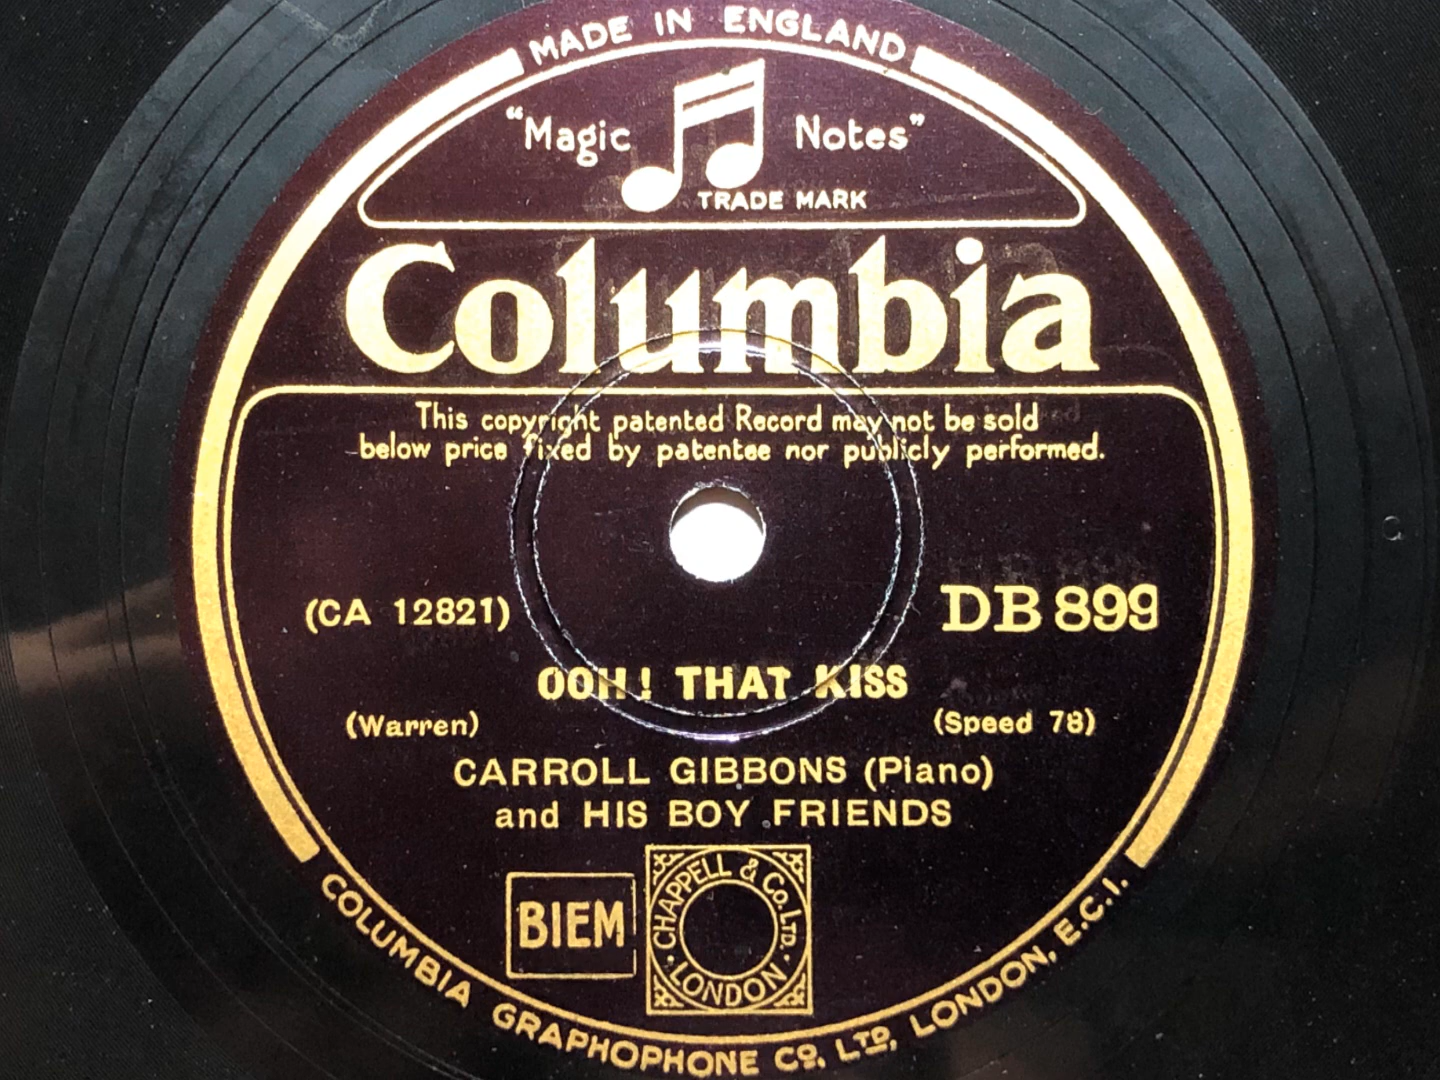 MADE IN ENGLAND
"Magic Notes"
TRADE MARK
Columbia
This copyright patented Record may not be sold
below price fixed by patentee nor publicly performed.
(CA 12821)
DB 899
OOH! THAT KISS
(Warren)
(Speed 78)
CARROLL GIBBONS (Piano)
and HIS BOY FRIENDS
BIEM
CHAPPELL & Co. LTD.
· LONDON ·
COLUMBIA GRAPHOPHONE Co, LTD, LONDON, E.C.1.